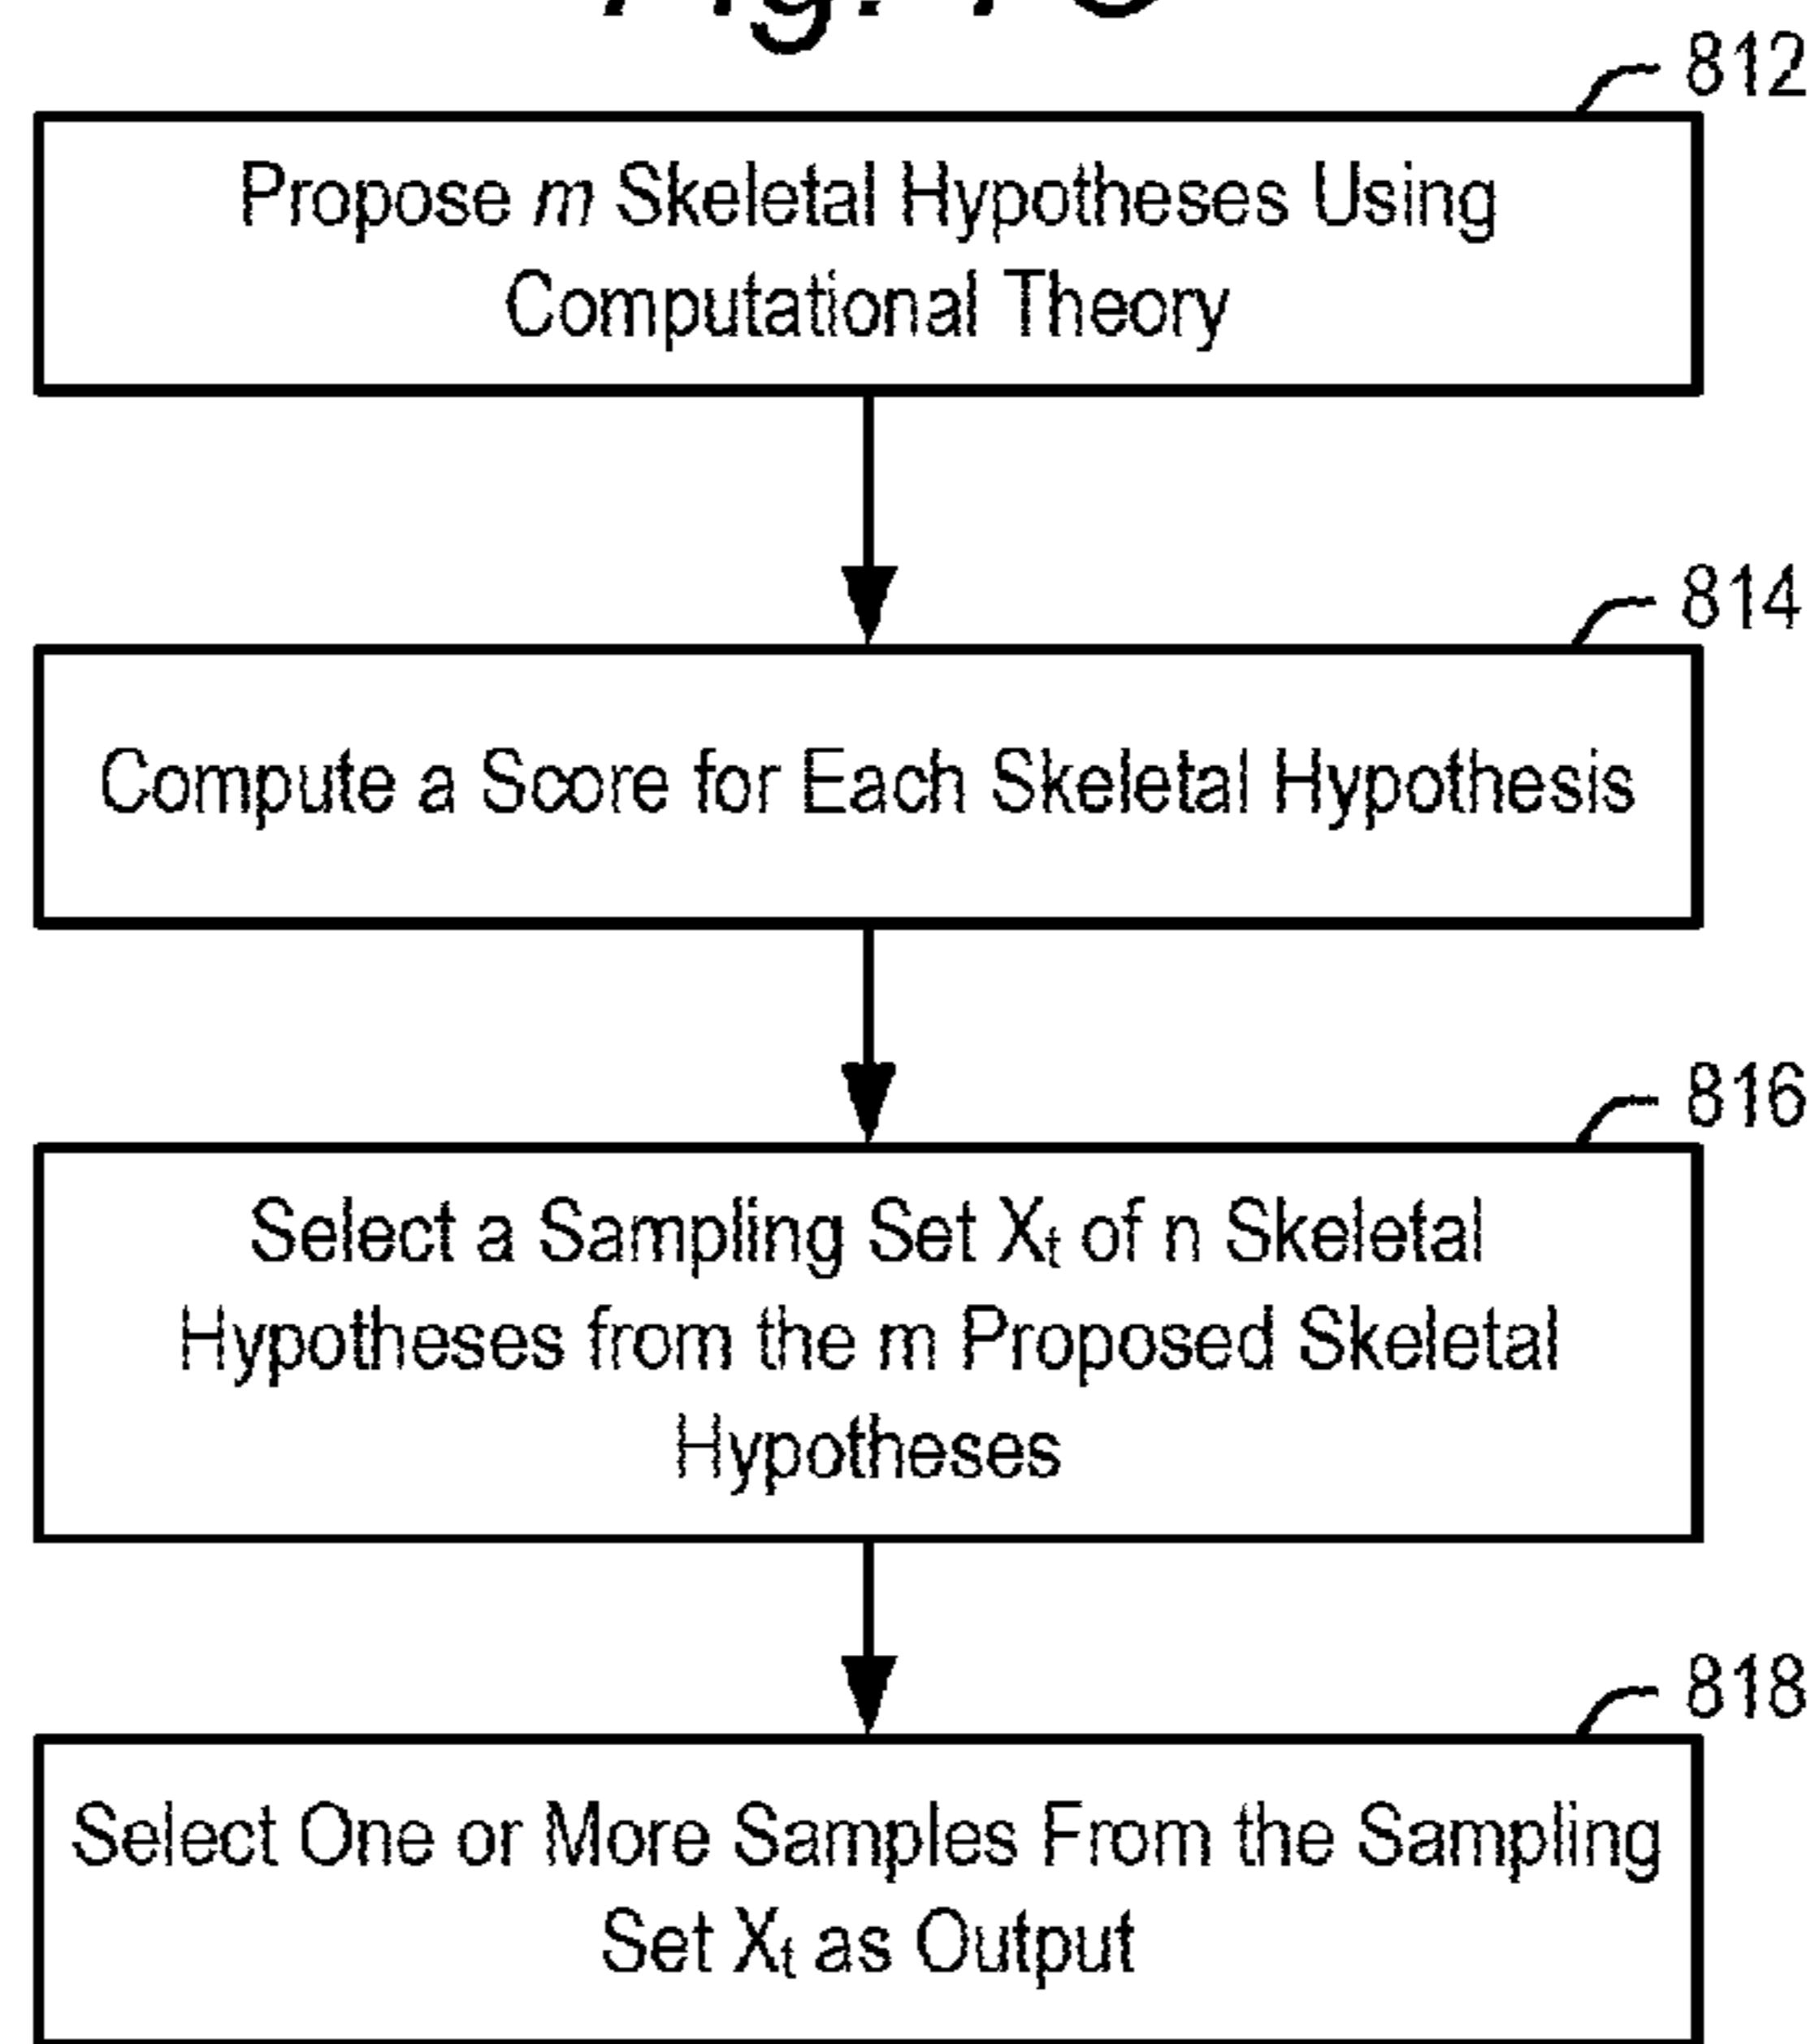 812
Propose m Skeletal Hypotheses Using
Computational Theory
814
Compute a Score for Each Skeletal Hypothesis
816
Select a Sampling Set Xt of n Skeletal
Hypotheses from the m Proposed Skeletal
Hypotheses
818
Select One or More Samples From the Sampling
Set Xt as Output